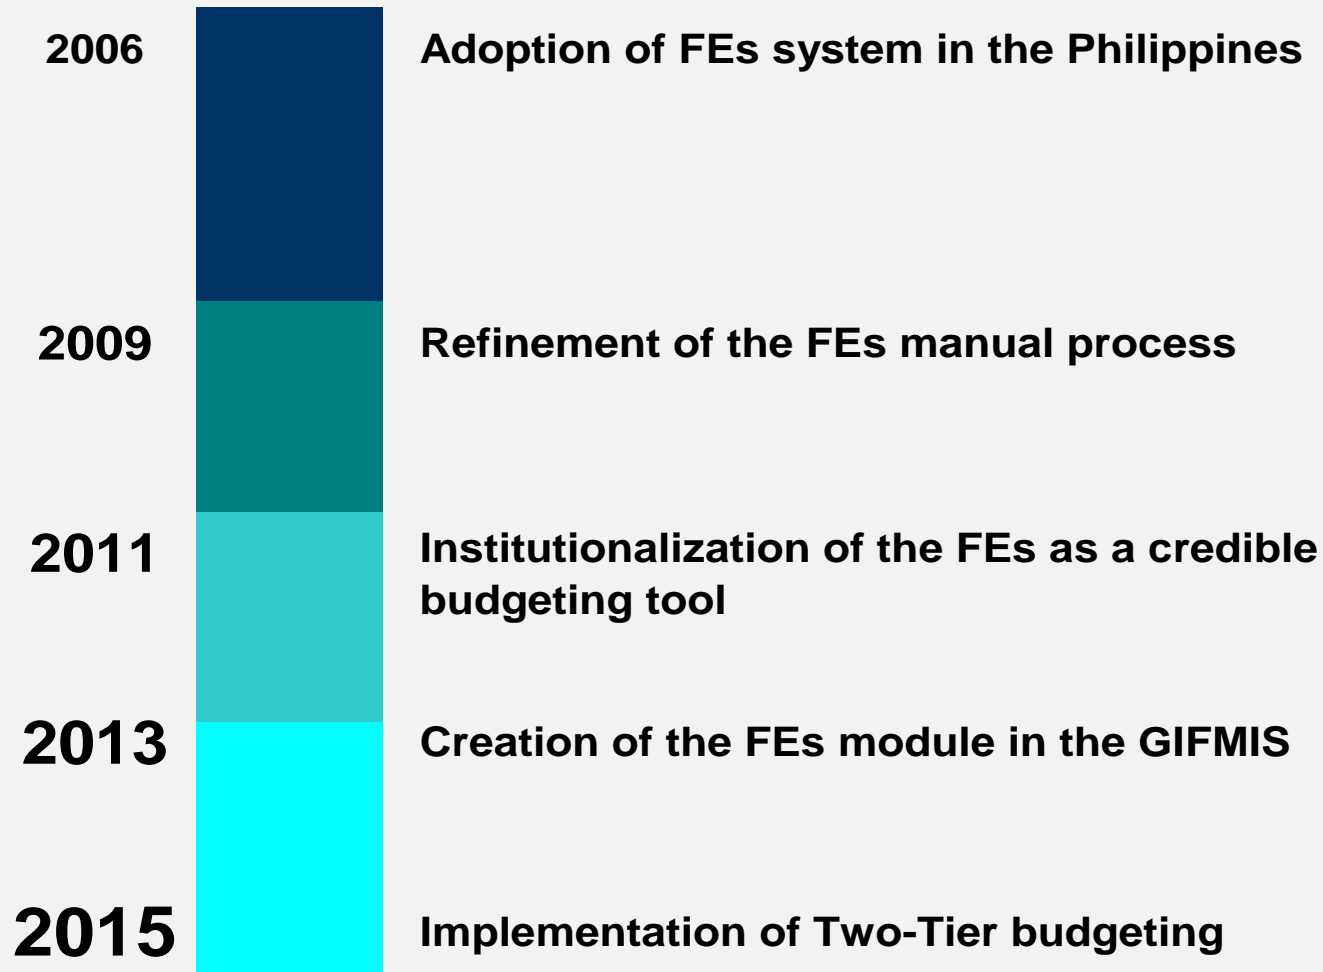 2006 Adoption of FEs system in the Philippines
2009 Refinement of the FEs manual process
2011 Institutionalization of the FEs as a credible
budgeting tool
2013 Creation of the FEs module in the GIFMIS
2015 Implementation of Two-Tier budgeting